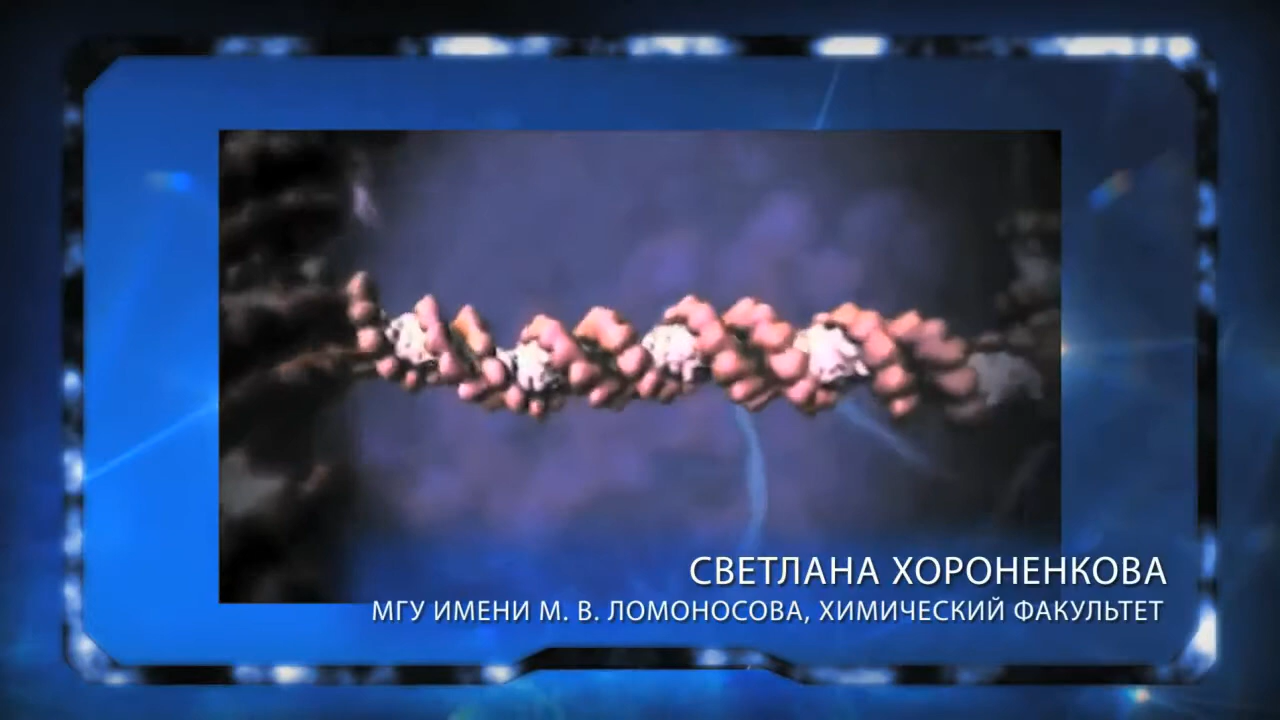 СВЕТЛАНА ХОРОНЕНКОВА
МГУ ИМЕНИ М. В. ЛОМОНОСОВА, ХИМИЧЕСКИЙ ФАКУЛЬТЕТ